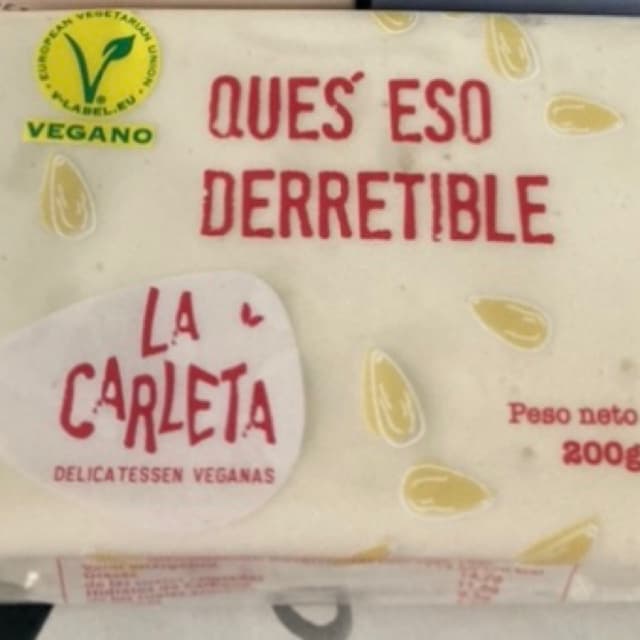 EUROPEAN VEGETARIAN UNION
V-LABEL.EU
VEGANO
QUES´ ESO
DERRETIBLE
LA
CARLETA
DELICATESSEN VEGANAS
Peso neto
200g